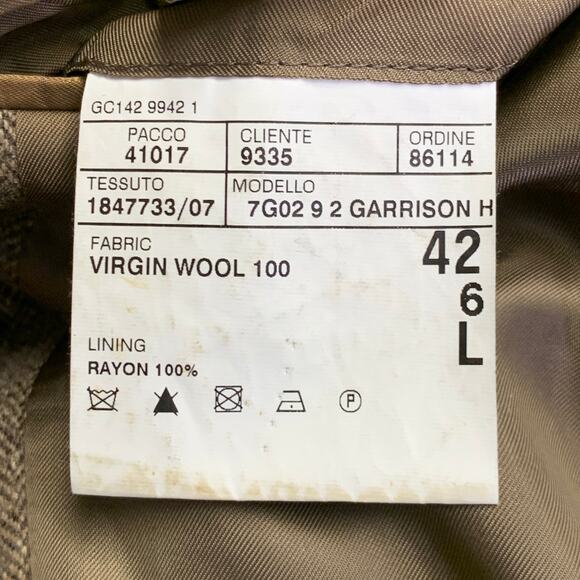 GC142 9942 1
PACCO CLIENTE ORDINE
41017 9335 86114
TESSUTO MODELLO
1847733/07 7G02 9 2 GARRISON H
FABRIC
VIRGIN WOOL 100
42
6
L
LINING
RAYON 100%
P